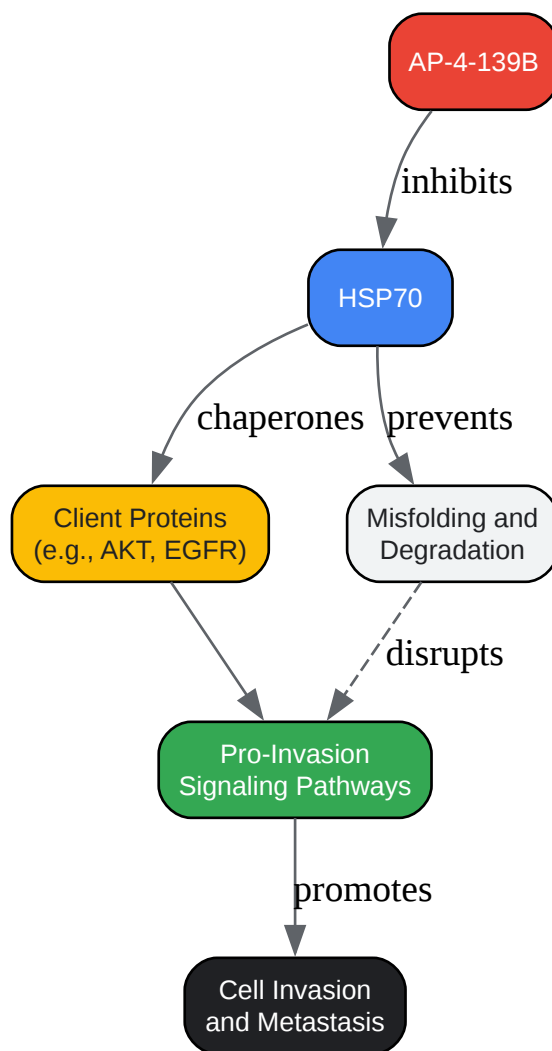 AP-4-139B
inhibits
HSP70
chaperones
prevents
Client Proteins
(e.g., AKT, EGFR)
Misfolding and
Degradation
disrupts
Pro-Invasion
Signaling Pathways
promotes
Cell Invasion
and Metastasis